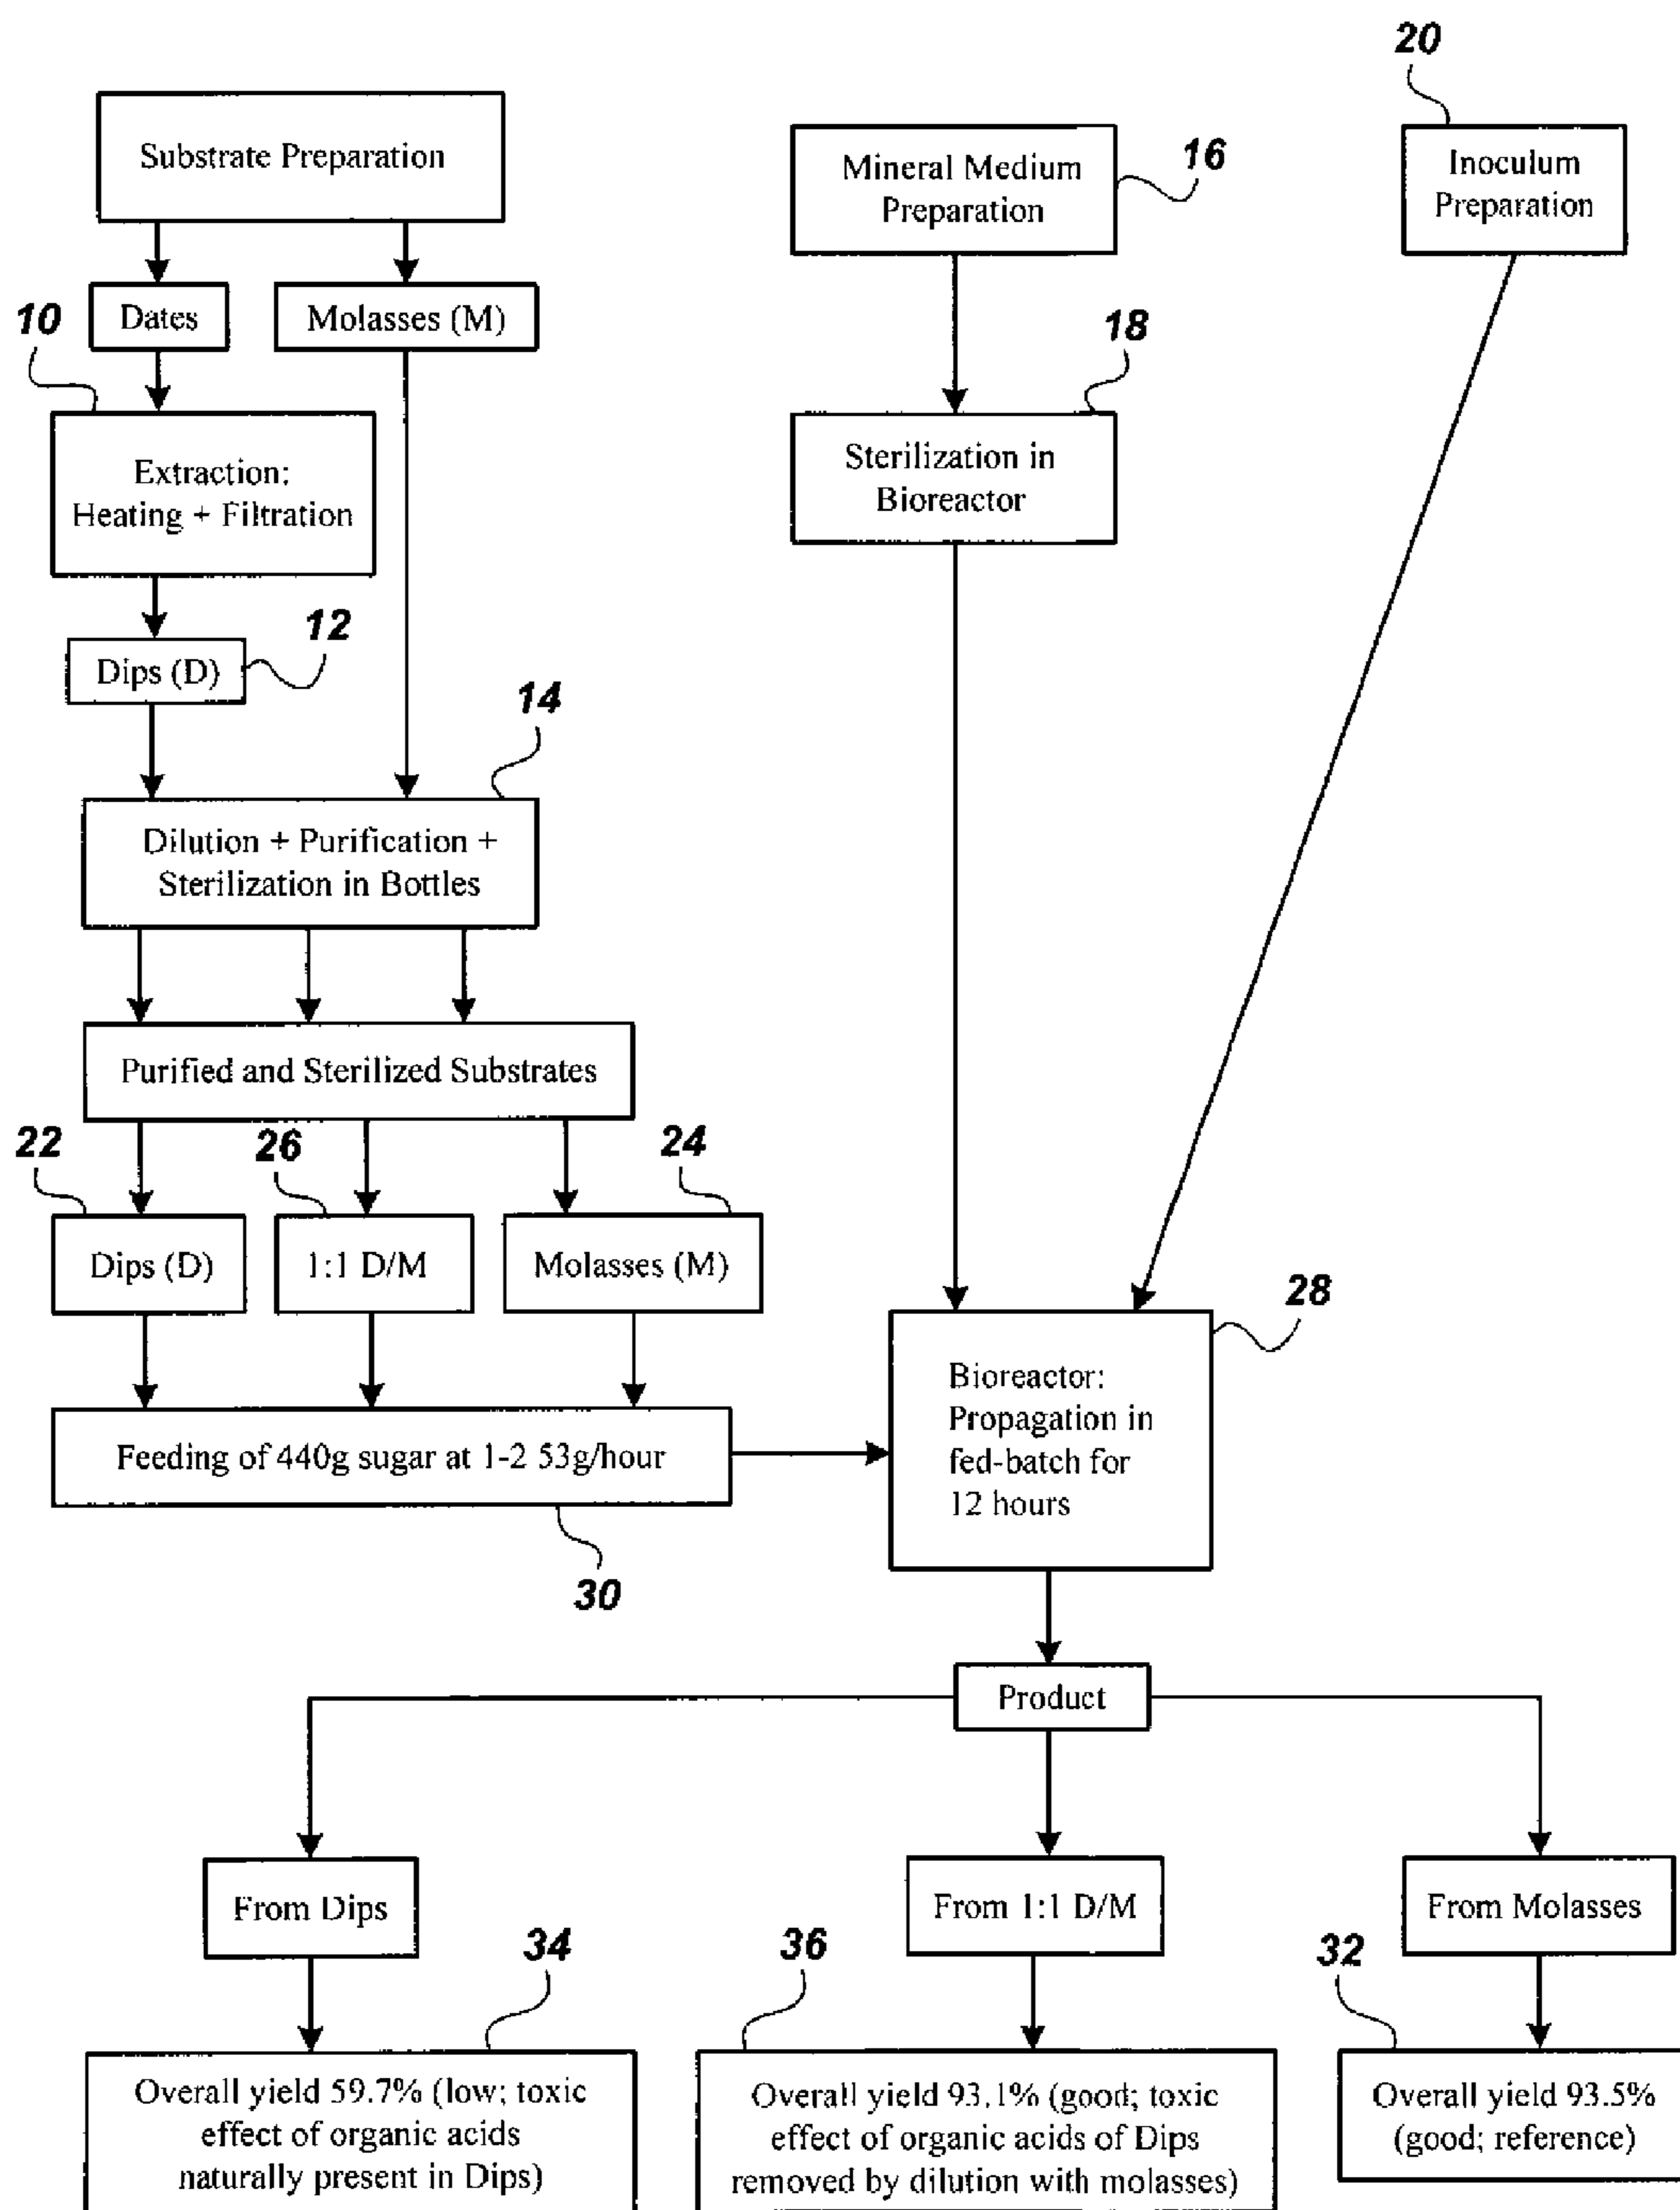 20
Substrate Preparation
Mineral Medium
Preparation
16
Inoculum
Preparation
10
Dates
Molasses (M)
18
Extraction:
Heating + Filtration
Sterilization in
Bioreactor
12
Dips (D)
14
Dilution + Purification +
Sterilization in Bottles
Purified and Sterilized Substrates
22
26
24
Dips (D)
1:1 D/M
Molasses (M)
28
Bioreactor:
Propagation in
fed-batch for
12 hours
Feeding of 440g sugar at 1-2 53g/hour
30
Product
From Dips
From 1:1 D/M
From Molasses
34
36
32
Overall yield 59.7% (low; toxic
effect of organic acids
naturally present in Dips)
Overall yield 93.1% (good; toxic
effect of organic acids of Dips
removed by dilution with molasses)
Overall yield 93.5%
(good; reference)